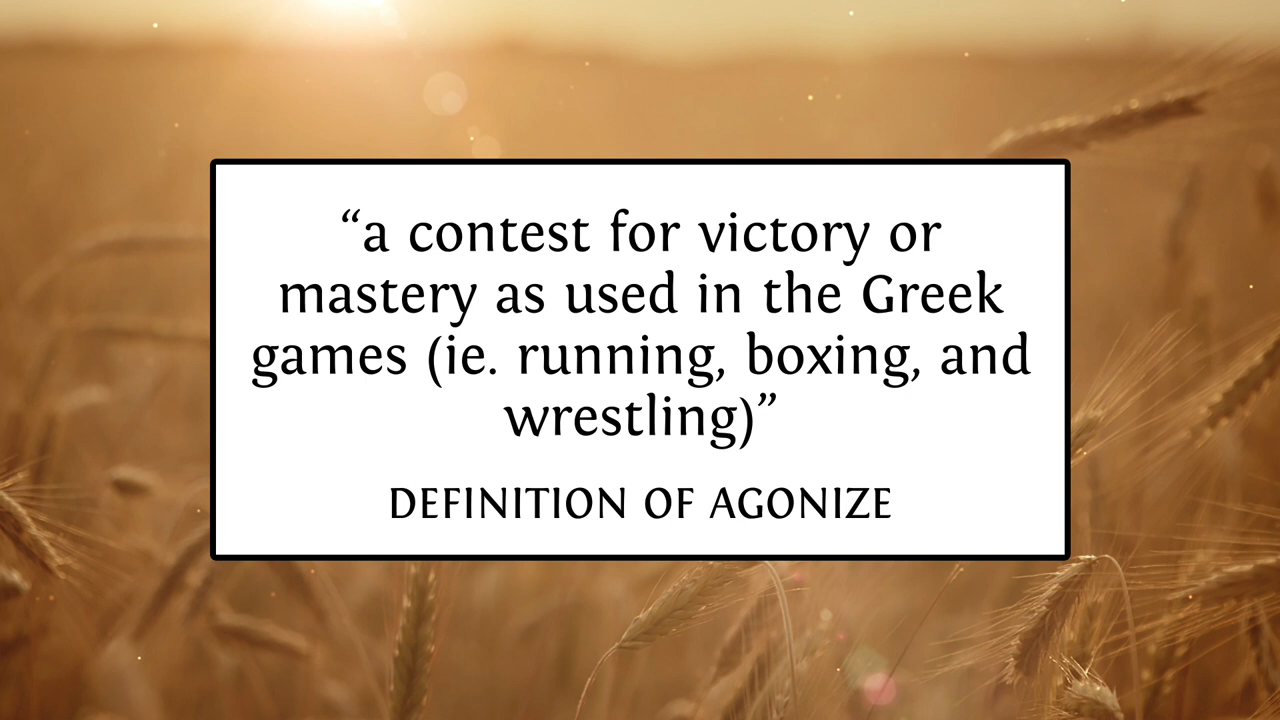 “a contest for victory or
mastery as used in the Greek
games (ie. running, boxing, and
wrestling)”
DEFINITION OF AGONIZE